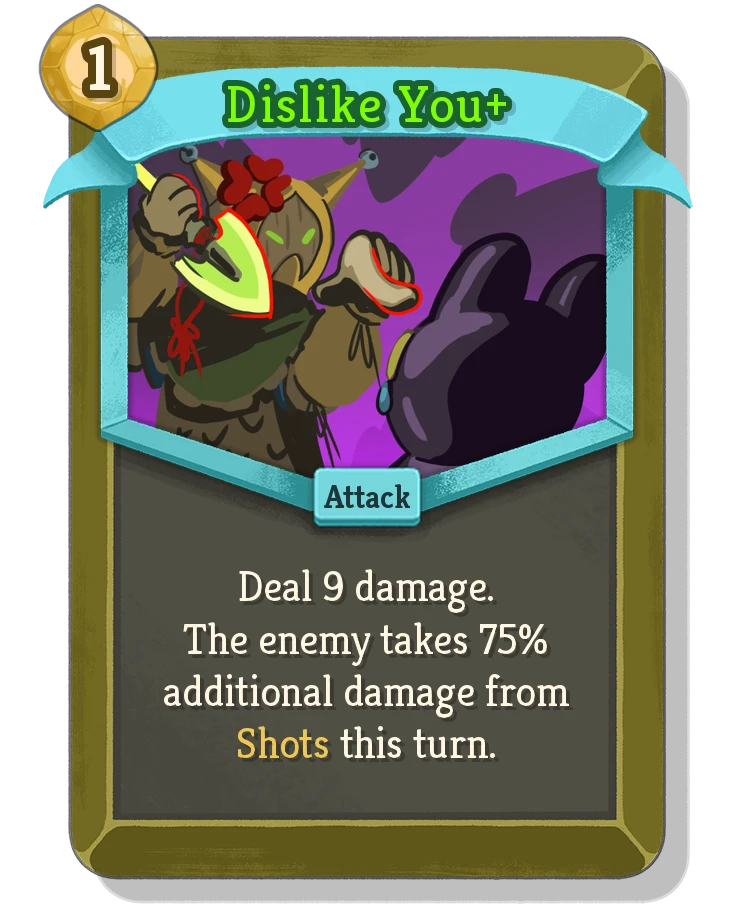 1
Dislike You+
Attack
Deal 9 damage.
The enemy takes 75%
additional damage from
Shots this turn.